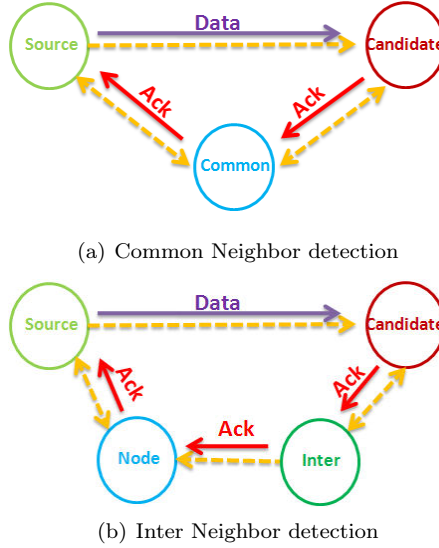 Source
Data
Candidate
Ack
Ack
Common
(a) Common Neighbor detection
Source
Data
Candidate
Ack
Ack
Ack
Node
Inter
(b) Inter Neighbor detection